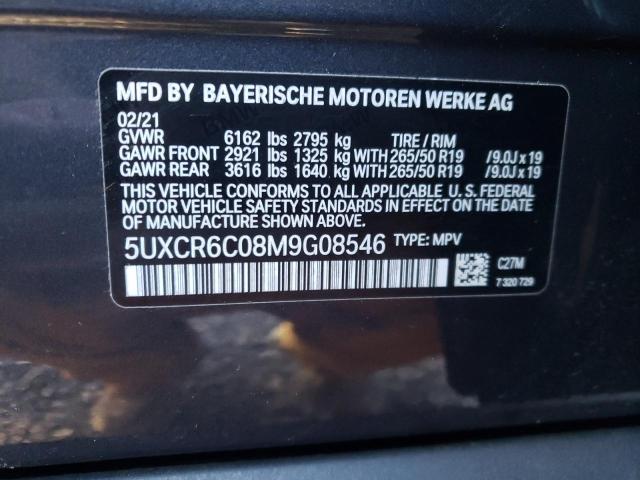 MFD BY BAYERISCHE MOTOREN WERKE AG
02/21
GVWR 6162 lbs 2795 kg TIRE / RIM
GAWR FRONT 2921 lbs 1325 kg WITH 265/50 R19 /9.0J x 19
GAWR REAR 3616 lbs 1640 kg WITH 265/50 R19 /9.0J x 19
THIS VEHICLE CONFORMS TO ALL APPLICABLE U. S. FEDERAL
MOTOR VEHICLE SAFETY STANDARDS IN EFFECT ON THE DATE
OF MANUFACTURE SHOWN ABOVE.
5UXCR6C08M9G08546 TYPE: MPV
C27M
7 320 729